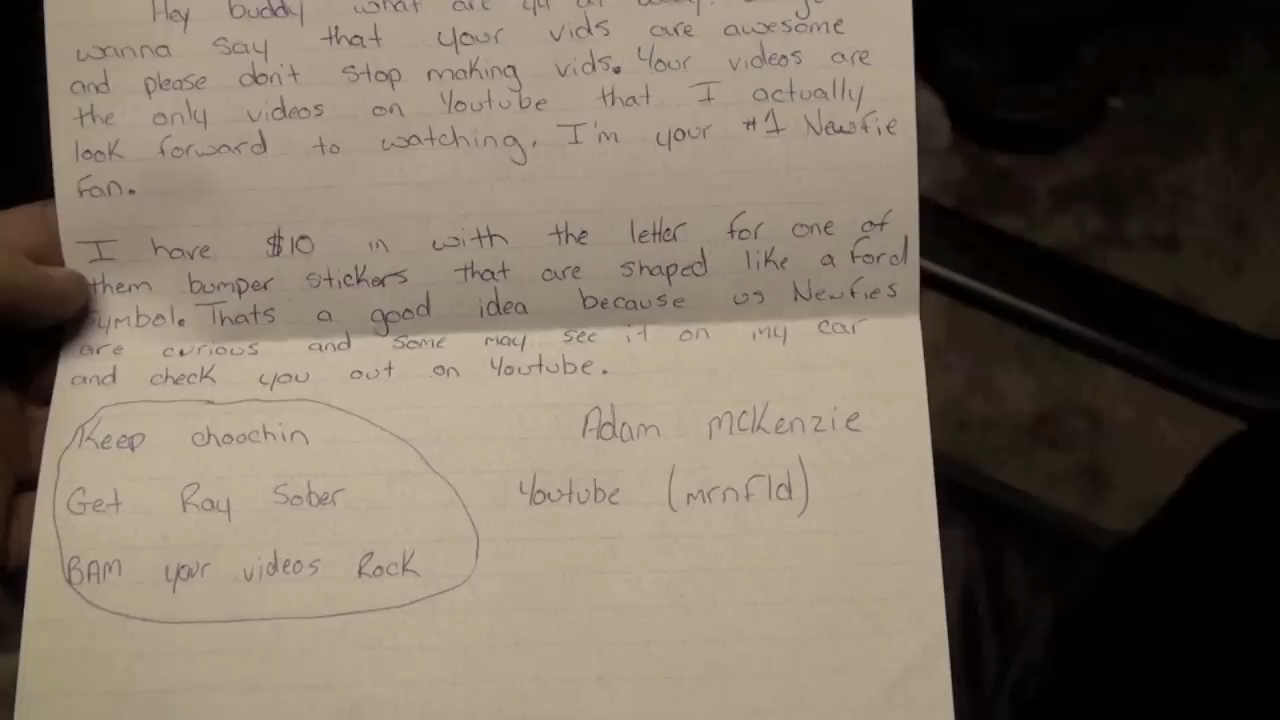 Hey buddy what are
wanna say that your vids are awesome
and please don't stop making vids. Your videos are
the only videos on Youtube that I actually
look forward to watching. I'm your #1 Newfie
Fan.
I have $10 in with the letter for one of
them bumper stickers that are shaped like a Ford
symbol. Thats a good idea because us Newfies
are curious and some may see it on my car
and check you out on Youtube.
Keep choochin
Get Ray Sober
BAM your videos Rock
Adam McKenzie
Youtube (mrnfld)